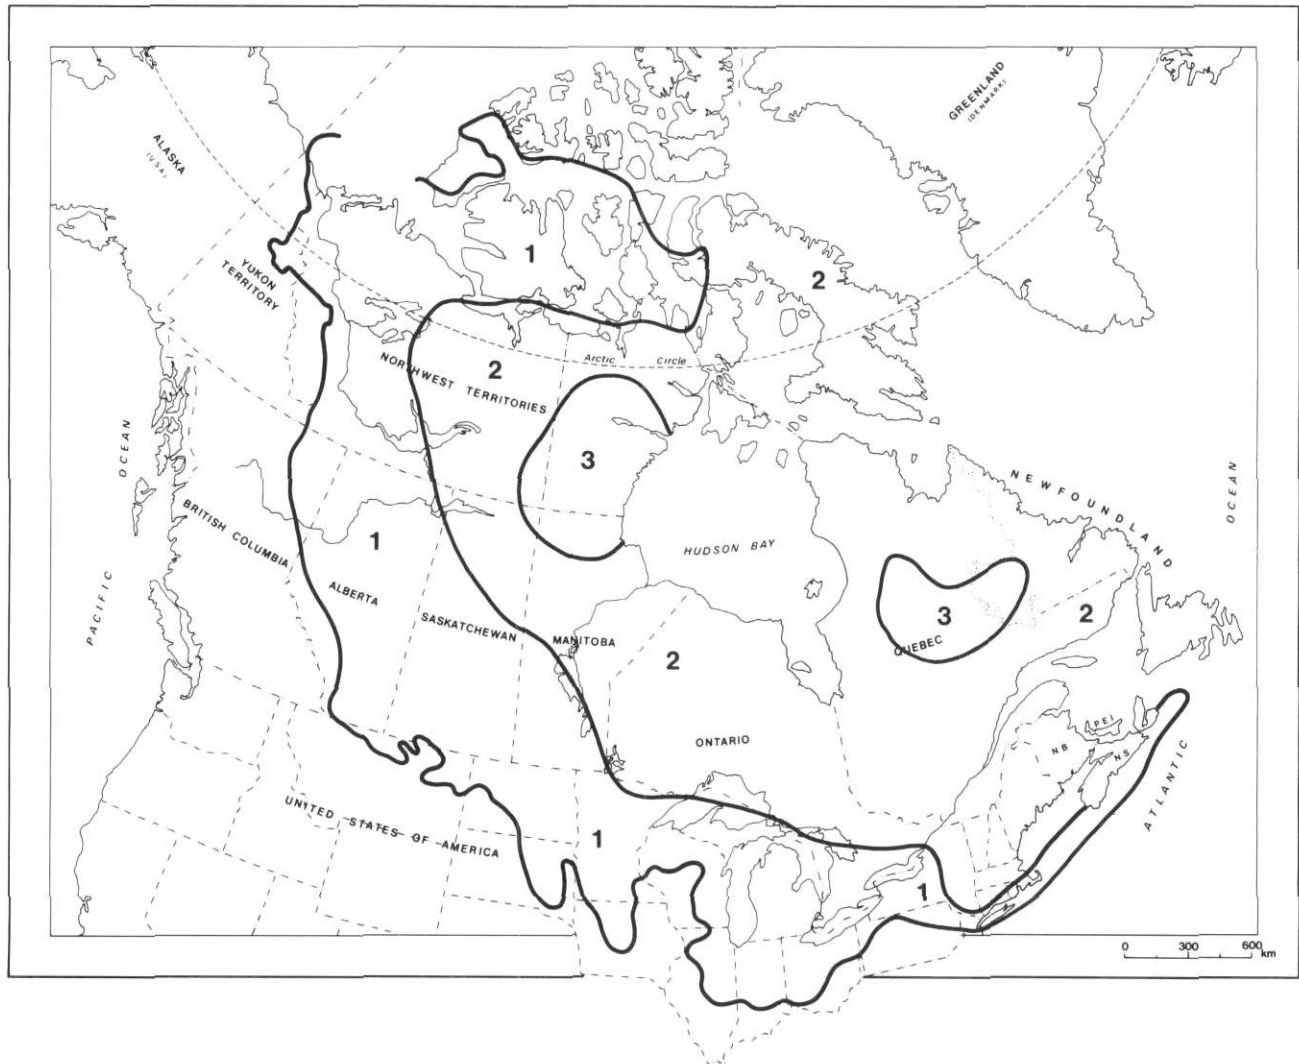 GREENLAND
(DENMARK)
ALASKA
(USA)
1
2
YUKON
TERRITORY
Arctic Circle
2
NORTHWEST TERRITORIES
3
OCEAN
NEWFOUNDLAND
OCEAN
BRITISH COLUMBIA
1
HUDSON BAY
ALBERTA
PACIFIC
SASKATCHEWAN
MANITOBA
3
QUEBEC
2
2
PEI
NB
NS
ONTARIO
ATLANTIC
UNITED STATES OF AMERICA
1
1
0 300 600
km